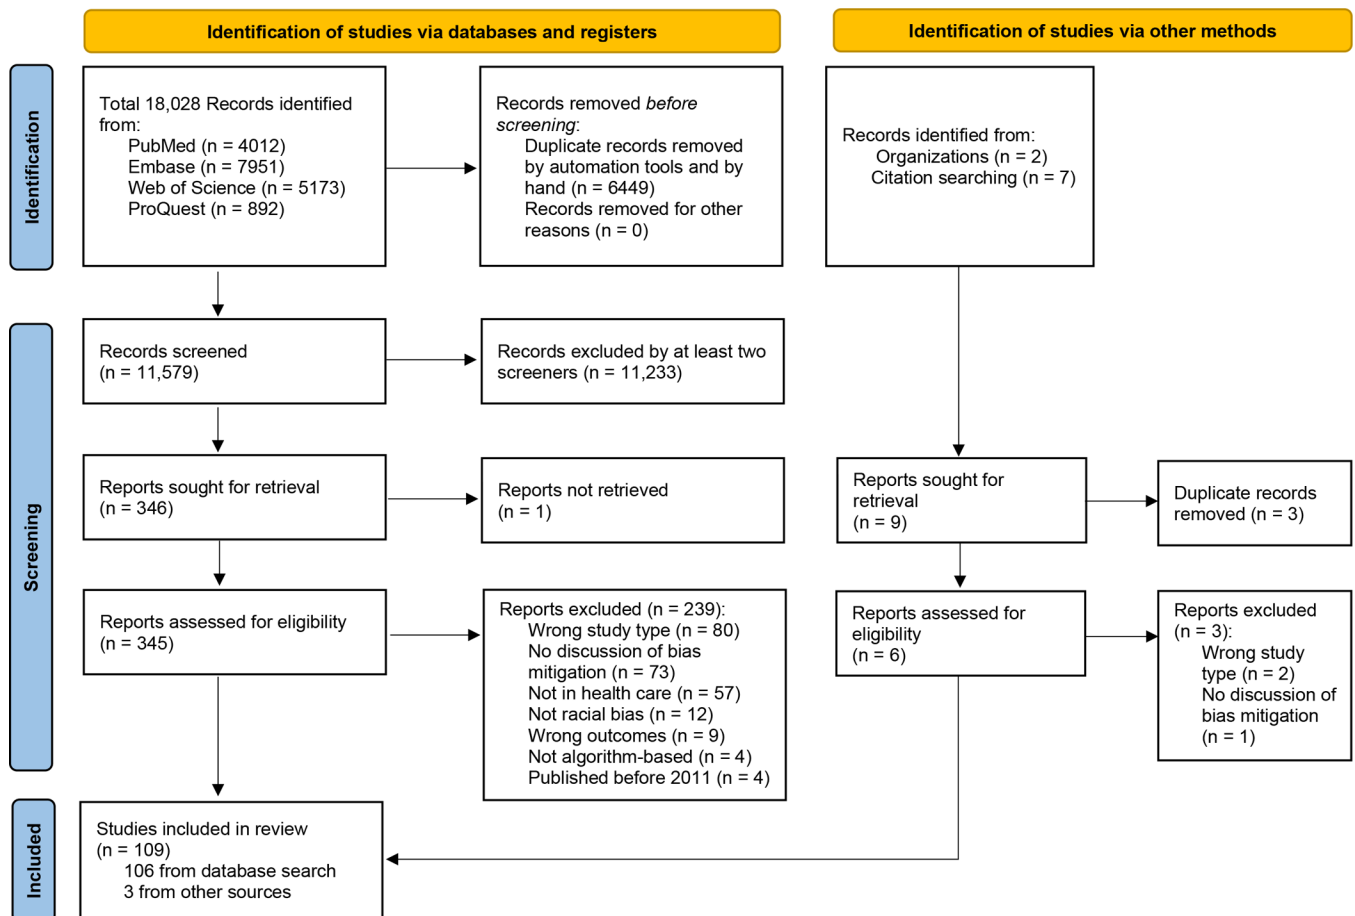 Identification of studies via databases and registers
Identification of studies via other methods
Identification
Total 18,028 Records identified
from:
PubMed (n = 4012)
Embase (n = 7951)
Web of Science (n = 5173)
ProQuest (n = 892)
Records removed before
screening:
Duplicate records removed
by automation tools and by
hand (n = 6449)
Records removed for other
reasons (n = 0)
Records identified from:
Organizations (n = 2)
Citation searching (n = 7)
Screening
Records screened
(n = 11,579)
Records excluded by at least two
screeners (n = 11,233)
Reports sought for retrieval
(n = 346)
Reports not retrieved
(n = 1)
Reports sought for
retrieval
(n = 9)
Duplicate records
removed (n = 3)
Reports assessed for eligibility
(n = 345)
Reports excluded (n = 239):
Wrong study type (n = 80)
No discussion of bias
mitigation (n = 73)
Not in health care (n = 57)
Not racial bias (n = 12)
Wrong outcomes (n = 9)
Not algorithm-based (n = 4)
Published before 2011 (n = 4)
Reports assessed for
eligibility
(n = 6)
Reports excluded
(n = 3):
Wrong study
type (n = 2)
No discussion of
bias mitigation
(n = 1)
Included
Studies included in review
(n = 109)
106 from database search
3 from other sources